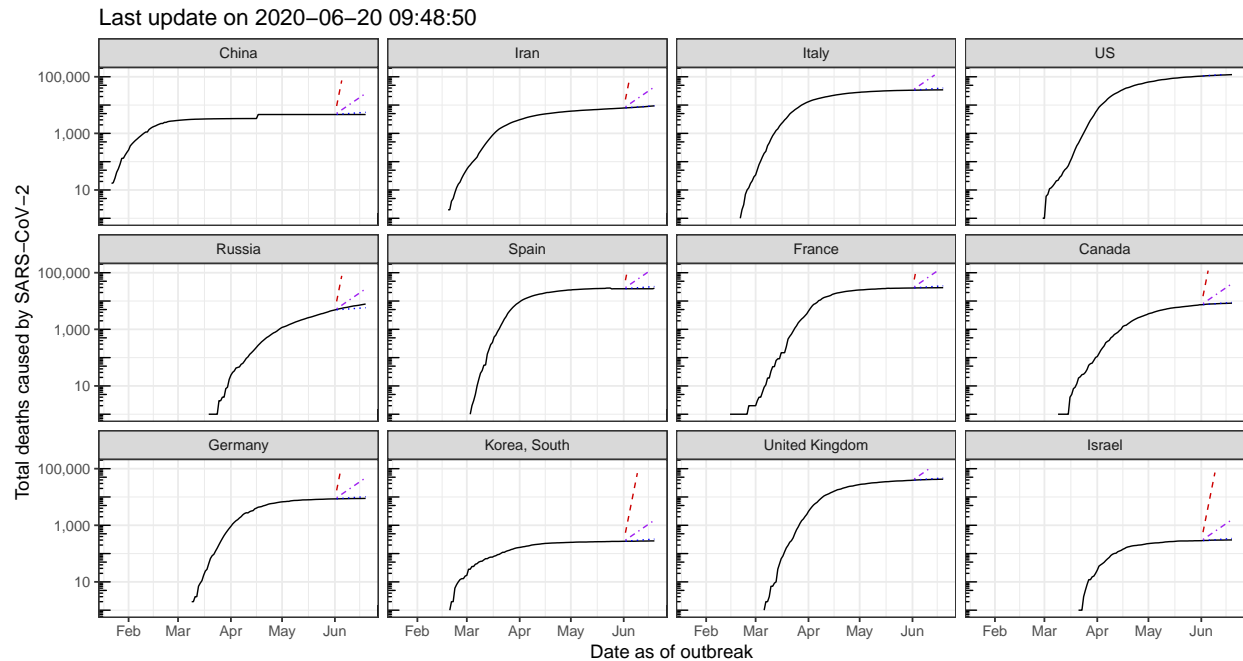 Last update on 2020−06−20 09:48:50
China
Iran
Italy
US
100,000
1,000
10
Russia
Spain
France
Canada
100,000
1,000
10
Germany
Korea, South
United Kingdom
Israel
100,000
1,000
10
Feb Mar Apr May Jun
Feb Mar Apr May Jun
Feb Mar Apr May Jun
Feb Mar Apr May Jun
Date as of outbreak
Total deaths caused by SARS−CoV−2